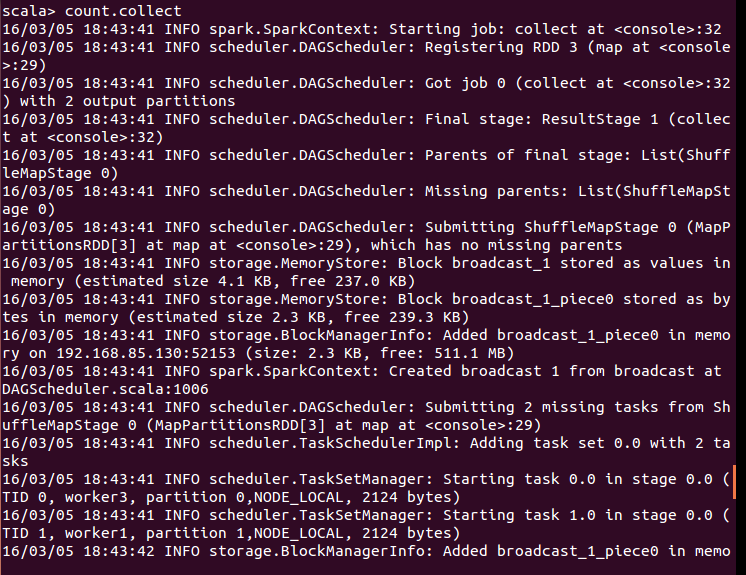 scala> count.collect
16/03/05 18:43:41 INFO spark.SparkContext: Starting job: collect at <console>:32
16/03/05 18:43:41 INFO scheduler.DAGScheduler: Registering RDD 3 (map at <console
>:29)
16/03/05 18:43:41 INFO scheduler.DAGScheduler: Got job 0 (collect at <console>:32
) with 2 output partitions
16/03/05 18:43:41 INFO scheduler.DAGScheduler: Final stage: ResultStage 1 (collec
t at <console>:32)
16/03/05 18:43:41 INFO scheduler.DAGScheduler: Parents of final stage: List(Shuff
leMapStage 0)
16/03/05 18:43:41 INFO scheduler.DAGScheduler: Missing parents: List(ShuffleMapSt
age 0)
16/03/05 18:43:41 INFO scheduler.DAGScheduler: Submitting ShuffleMapStage 0 (MapP
artitionsRDD[3] at map at <console>:29), which has no missing parents
16/03/05 18:43:41 INFO storage.MemoryStore: Block broadcast_1 stored as values in
 memory (estimated size 4.1 KB, free 237.0 KB)
16/03/05 18:43:41 INFO storage.MemoryStore: Block broadcast_1_piece0 stored as by
tes in memory (estimated size 2.3 KB, free 239.3 KB)
16/03/05 18:43:41 INFO storage.BlockManagerInfo: Added broadcast_1_piece0 in memo
ry on 192.168.85.130:52153 (size: 2.3 KB, free: 511.1 MB)
16/03/05 18:43:41 INFO spark.SparkContext: Created broadcast 1 from broadcast at
DAGScheduler.scala:1006
16/03/05 18:43:41 INFO scheduler.DAGScheduler: Submitting 2 missing tasks from Sh
uffleMapStage 0 (MapPartitionsRDD[3] at map at <console>:29)
16/03/05 18:43:41 INFO scheduler.TaskSchedulerImpl: Adding task set 0.0 with 2 ta
sks
16/03/05 18:43:41 INFO scheduler.TaskSetManager: Starting task 0.0 in stage 0.0 (
TID 0, worker3, partition 0,NODE_LOCAL, 2124 bytes)
16/03/05 18:43:41 INFO scheduler.TaskSetManager: Starting task 1.0 in stage 0.0 (
TID 1, worker1, partition 1,NODE_LOCAL, 2124 bytes)
16/03/05 18:43:42 INFO storage.BlockManagerInfo: Added broadcast_1_piece0 in memo